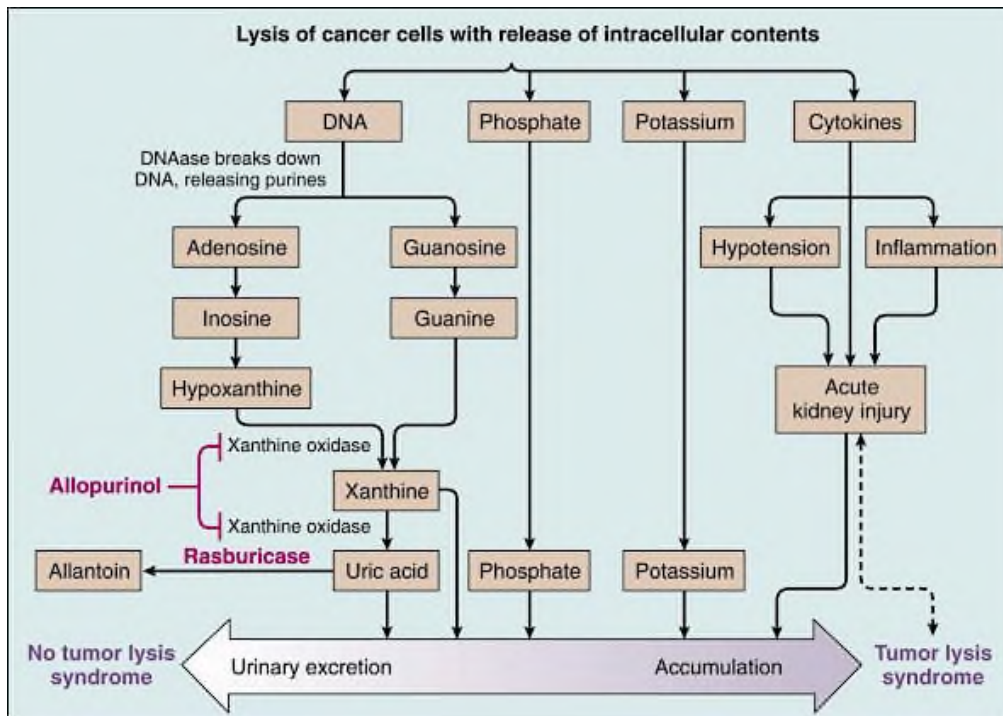 Lysis of cancer cells with release of intracellular contents
DNA
Phosphate
Potassium
Cytokines
DNAase breaks down
DNA, releasing purines
Adenosine
Guanosine
Hypotension
Inflammation
Inosine
Guanine
Hypoxanthine
Acute
kidney injury
Xanthine oxidase
Allopurinol
Xanthine
Xanthine oxidase
Rasburicase
Allantoin
Uric acid
Phosphate
Potassium
No tumor lysis
syndrome
Urinary excretion
Accumulation
Tumor lysis
syndrome